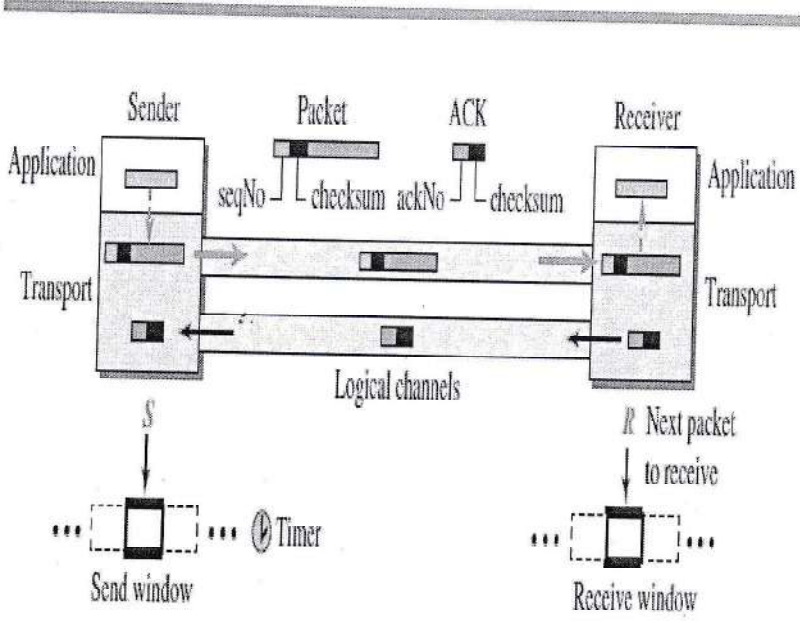 Sender
Packet
ACK
Receiver
Application
seqNo
checksum
ackNo
checksum
Application
Transport
Transport
Logical channels
S
R Next packet
to receive
Timer
Send window
Receive window